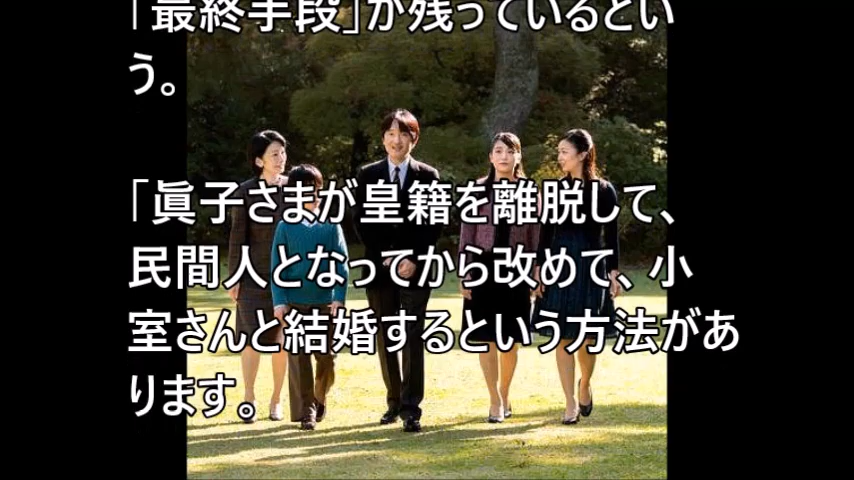 「最終手段」が残っているとい
う。
「眞子さまが皇籍を離脱して、
民間人となってから改めて、小
室さんと結婚するという方法があ
ります。